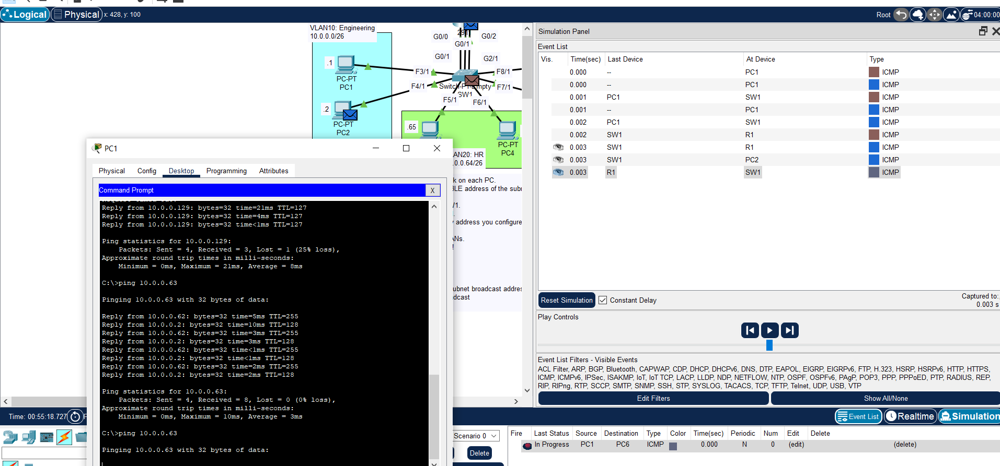 Logical
Physical
x: 428, y: 100
Root
04:00:00
VLAN10: Engineering
10.0.0.0/26
G0/0
G0/2
G0/1
G0/1
G2/1
.1
F3/1
F8/1
PC-PT
PC1
F4/1
F7/1
SW1
F5/1
F6/1
.2
PC-PT
PC2
.65
PC-PT
PC4
AN20: HR
.0.0.64/26
k on each PC.
BLE address of the subn
/1.
y address you configure
ANs.
!
ubnet broadcast addres
dcast
PC1
Physical
Config
Desktop
Programming
Attributes
Command Prompt
X
Reply from 10.0.0.129: bytes=32 time=21ms TTL=127
Reply from 10.0.0.129: bytes=32 time=4ms TTL=127
Reply from 10.0.0.129: bytes=32 time<1ms TTL=127
Ping statistics for 10.0.0.129:
Packets: Sent = 4, Received = 3, Lost = 1 (25% loss),
Approximate round trip times in milli-seconds:
Minimum = 0ms, Maximum = 21ms, Average = 8ms
C:\>ping 10.0.0.63
Pinging 10.0.0.63 with 32 bytes of data:
Reply from 10.0.0.62: bytes=32 time=5ms TTL=255
Reply from 10.0.0.2: bytes=32 time=10ms TTL=128
Reply from 10.0.0.62: bytes=32 time=3ms TTL=255
Reply from 10.0.0.2: bytes=32 time=3ms TTL=128
Reply from 10.0.0.62: bytes=32 time<1ms TTL=255
Reply from 10.0.0.2: bytes=32 time<1ms TTL=128
Reply from 10.0.0.62: bytes=32 time=2ms TTL=255
Reply from 10.0.0.2: bytes=32 time=2ms TTL=128
Ping statistics for 10.0.0.63:
Packets: Sent = 4, Received = 8, Lost = 0 (0% loss),
Approximate round trip times in milli-seconds:
Minimum = 0ms, Maximum = 10ms, Average = 3ms
C:\>ping 10.0.0.63
Pinging 10.0.0.63 with 32 bytes of data:
Simulation Panel
Event List
Vis. Time(sec) Last Device At Device Type
0.000 -- PC1 ICMP
0.000 -- PC1 ICMP
0.001 PC1 SW1 ICMP
0.001 -- PC1 ICMP
0.002 PC1 SW1 ICMP
0.002 SW1 R1 ICMP
0.003 SW1 R1 ICMP
0.003 SW1 PC2 ICMP
0.003 R1 SW1 ICMP
Reset Simulation
Constant Delay
Captured to:
0.003 s
Play Controls
Event List Filters - Visible Events
ACL Filter, ARP, BGP, Bluetooth, CAPWAP, CDP, DHCP, DHCPv6, DNS, DTP, EAPOL, EIGRP, EIGRPv6, FTP, H.323, HSRP, HSRPv6, HTTP, HTTPS,
ICMP, ICMPv6, IPSec, ISAKMP, IoT, IoT TCP, LACP, LLDP, NDP, NETFLOW, NTP, OSPF, OSPFv6, PAgP, POP3, PPP, PPPoED, PTP, RADIUS, REP,
RIP, RIPng, RTP, SCCP, SMTP, SNMP, SSH, STP, SYSLOG, TACACS, TCP, TFTP, Telnet, UDP, USB, VTP
Edit Filters
Show All/None
Time: 00:55:18.727
Event List
Realtime
Simulation
Scenario 0
Delete
Fire Last Status Source Destination Type Color Time(sec) Periodic Num Edit Delete
In Progress PC1 PC6 ICMP 0.000 N 0 (edit) (delete)